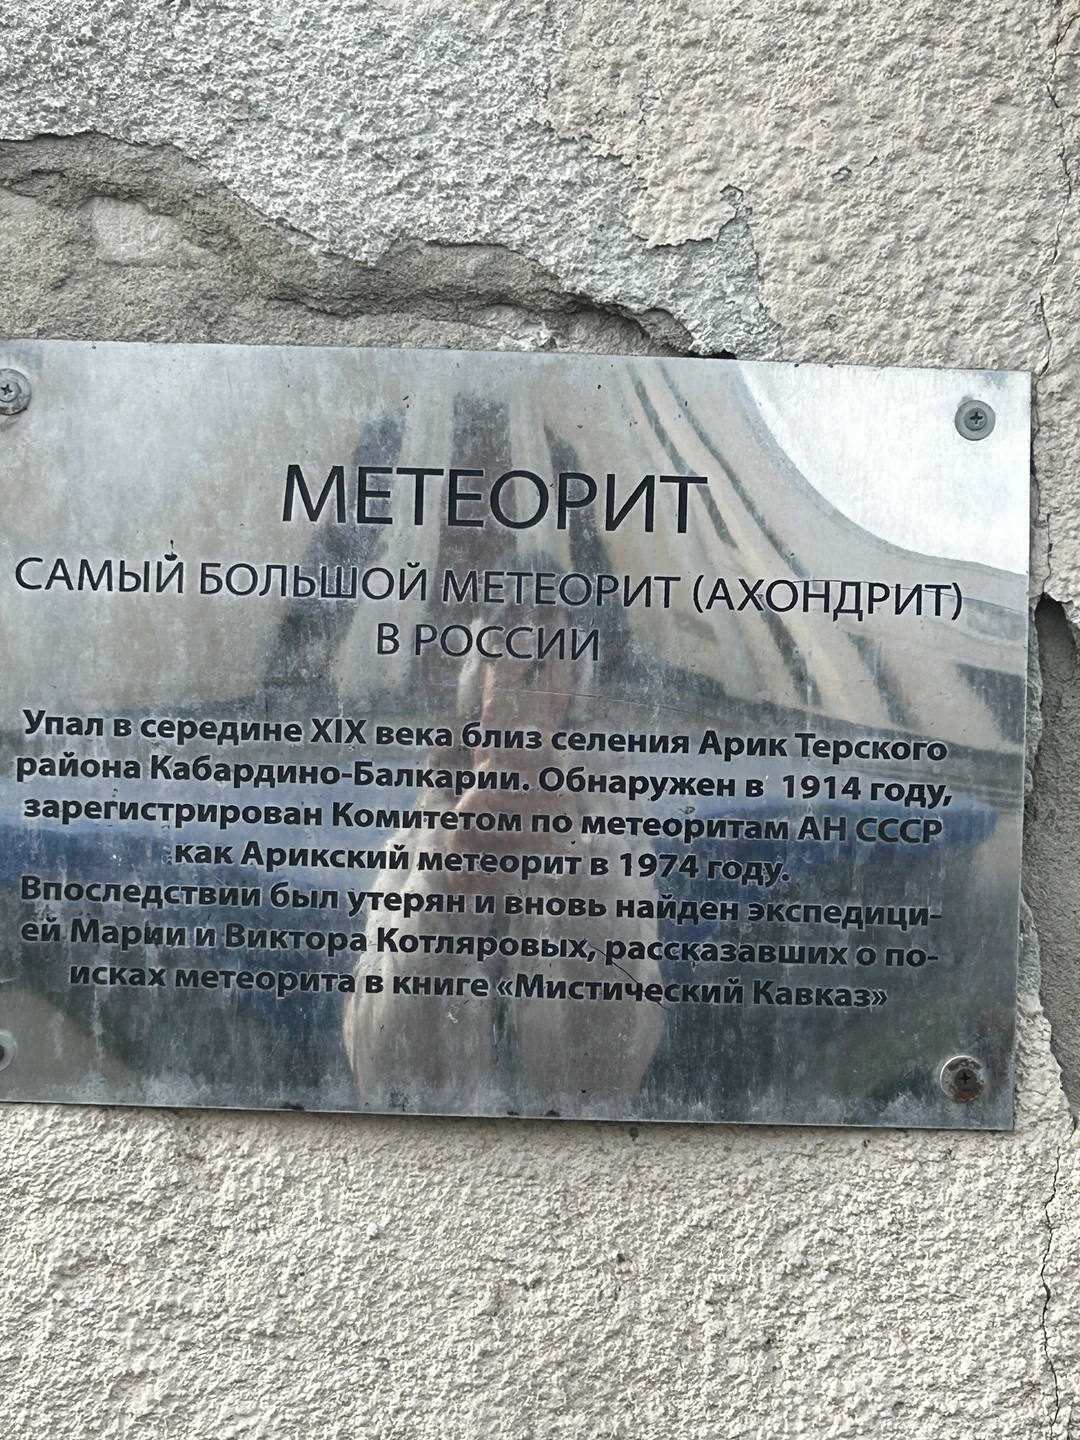 МЕТЕОРИТ
САМЫЙ БОЛЬШОЙ МЕТЕОРИТ (АХОНДРИТ)
В РОССИИ
Упал в середине XIX века близ селения Арик Терского
района Кабардино-Балкарии. Обнаружен в 1914 году,
зарегистрирован Комитетом по метеоритам АН СССР
как Арикский метеорит в 1974 году.
Впоследствии был утерян и вновь найден экспедици-
ей Марии и Виктора Котляровых, рассказавших о по-
исках метеорита в книге «Мистический Кавказ»